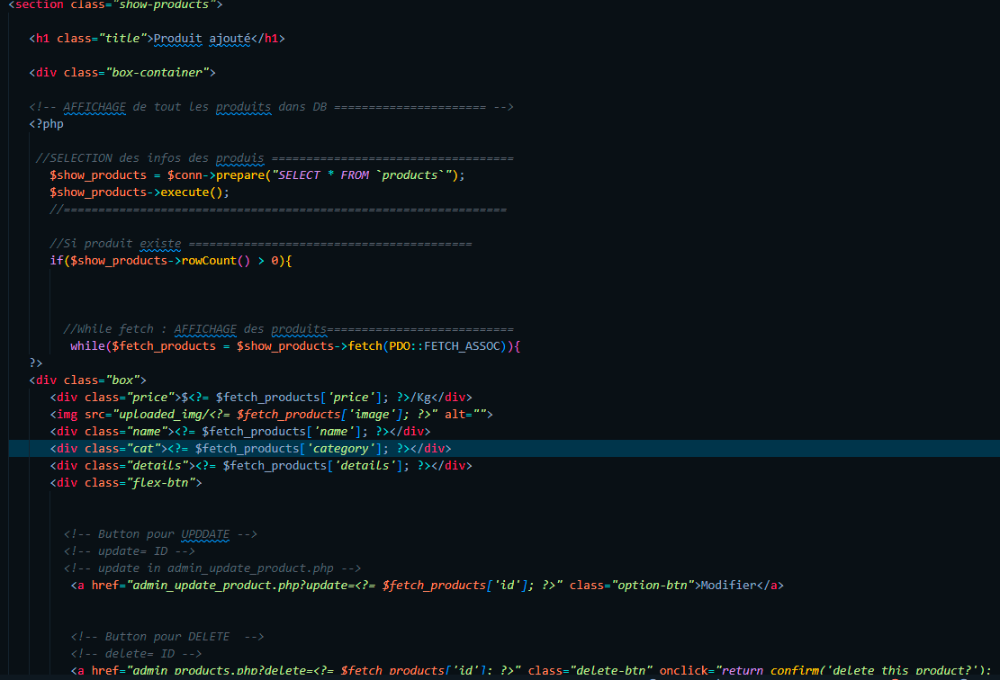 <section class="show-products">
<h1 class="title">Produit ajouté</h1>
<div class="box-container">
<!-- AFFICHAGE de tout les produits dans DB ====================== -->
<?php
//SELECTION des infos des produis ===================================
$show_products = $conn->prepare("SELECT * FROM `products`");
$show_products->execute();
//================================================================
//Si produit existe =========================================
if($show_products->rowCount() > 0){
//While fetch : AFFICHAGE des produits===========================
while($fetch_products = $show_products->fetch(PDO::FETCH_ASSOC)){
?>
<div class="box">
<div class="price">$<?= $fetch_products['price']; ?>/Kg</div>
<img src="uploaded_img/<?= $fetch_products['image']; ?>" alt="">
<div class="name"><?= $fetch_products['name']; ?></div>
<div class="cat"><?= $fetch_products['category']; ?></div>
<div class="details"><?= $fetch_products['details']; ?></div>
<div class="flex-btn">
<!-- Button pour UPDDATE -->
<!-- update= ID -->
<!-- update in admin_update_product.php -->
<a href="admin_update_product.php?update=<?= $fetch_products['id']; ?>" class="option-btn">Modifier</a>
<!-- Button pour DELETE  -->
<!-- delete= ID -->
<a href="admin_products.php?delete=<?= $fetch_products['id']; ?>" class="delete-btn" onclick="return confirm('delete this product?');